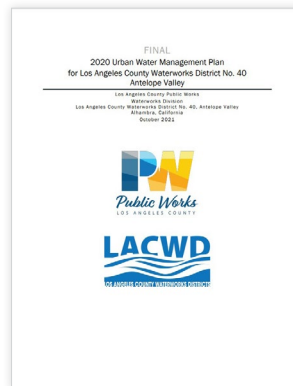 FINAL
2020 Urban Water Management Plan
for Los Angeles County Waterworks District No. 40
Antelope Valley
Los Angeles County Public Works
Waterworks Division
Los Angeles County Waterworks District No. 40, Antelope Valley
Alhambra, California
October 2021
PW
Public Works
LOS ANGELES COUNTY
LACWD
LOS ANGELES COUNTY WATERWORKS DISTRICTS